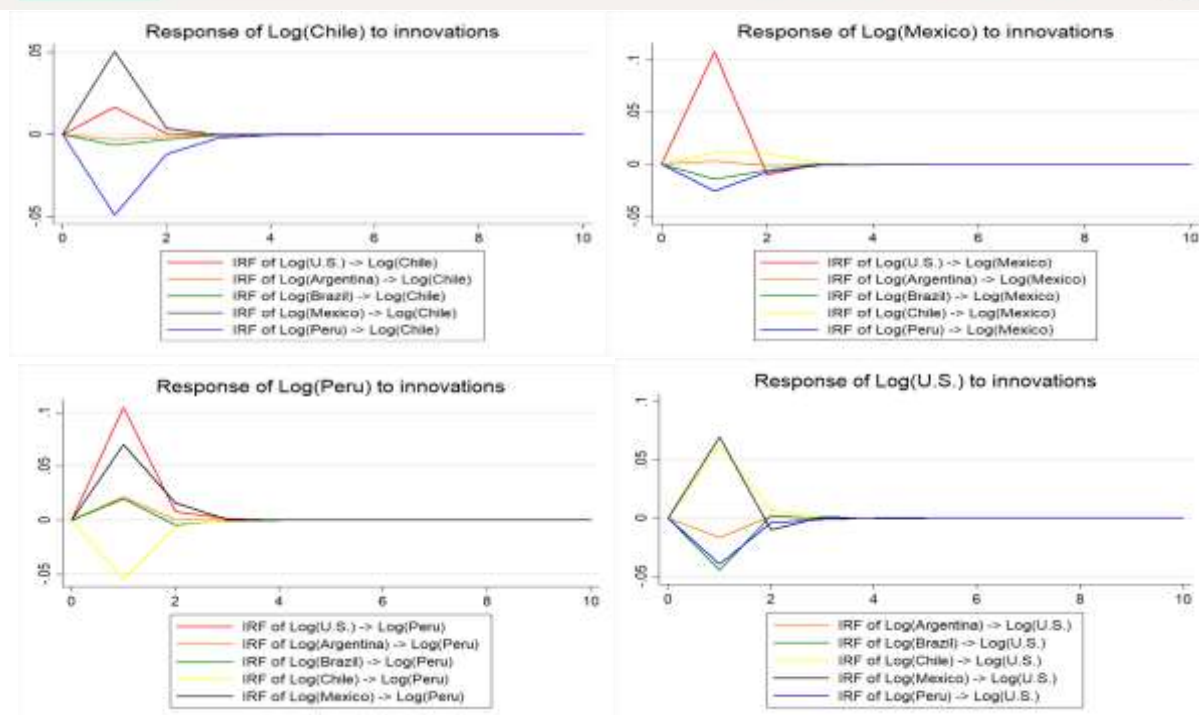 Response of Log(Chile) to innovations
.05
0
-.05
0 2 4 6 8 10
IRF of Log(U.S.) -> Log(Chile)
IRF of Log(Argentina) -> Log(Chile)
IRF of Log(Brazil) -> Log(Chile)
IRF of Log(Mexico) -> Log(Chile)
IRF of Log(Peru) -> Log(Chile)
Response of Log(Mexico) to innovations
.1
.05
0
-.05
0 2 4 6 8 10
IRF of Log(U.S.) -> Log(Mexico)
IRF of Log(Argentina) -> Log(Mexico)
IRF of Log(Brazil) -> Log(Mexico)
IRF of Log(Chile) -> Log(Mexico)
IRF of Log(Peru) -> Log(Mexico)
Response of Log(Peru) to innovations
.1
.05
0
-.05
0 2 4 6 8 10
IRF of Log(U.S.) -> Log(Peru)
IRF of Log(Argentina) -> Log(Peru)
IRF of Log(Brazil) -> Log(Peru)
IRF of Log(Chile) -> Log(Peru)
IRF of Log(Mexico) -> Log(Peru)
Response of Log(U.S.) to innovations
.1
.05
0
-.05
0 2 4 6 8 10
IRF of Log(Argentina) -> Log(U.S.)
IRF of Log(Brazil) -> Log(U.S.)
IRF of Log(Chile) -> Log(U.S.)
IRF of Log(Mexico) -> Log(U.S.)
IRF of Log(Peru) -> Log(U.S.)